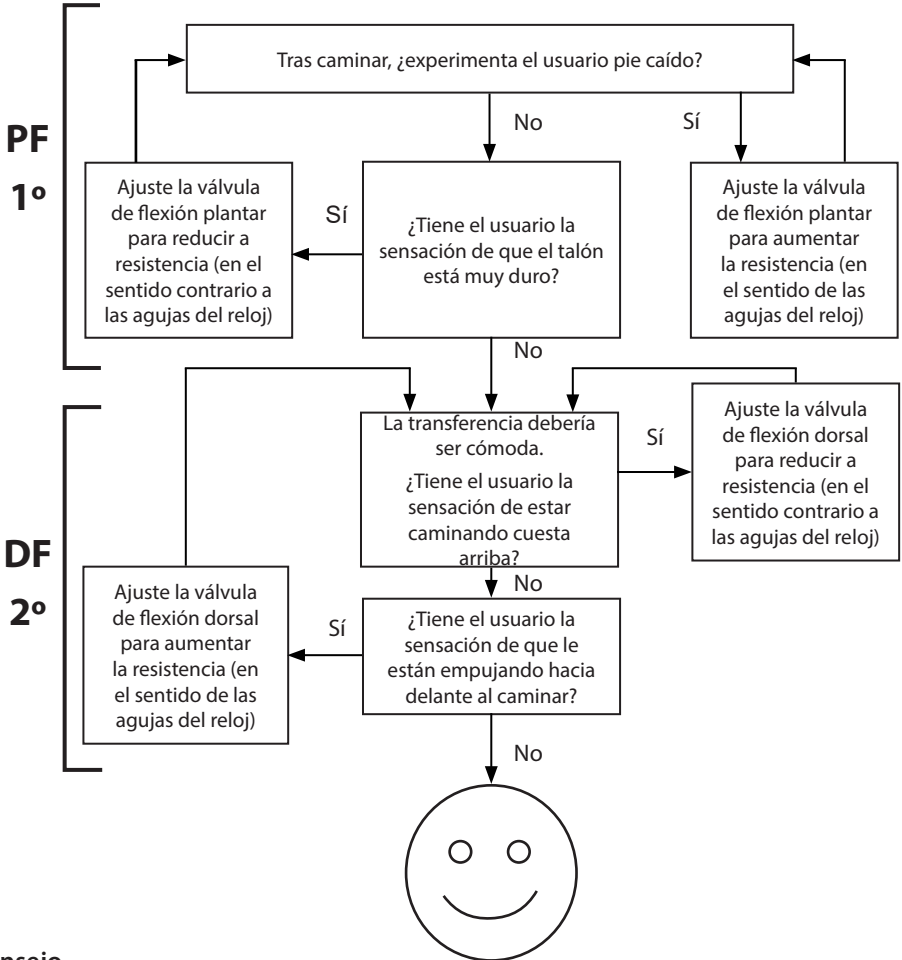 Tras caminar, ¿experimenta el usuario pie caído?
No
Sí
PF
1º
Ajuste la válvula
de flexión plantar
para reducir a
resistencia (en el
sentido contrario a
las agujas del reloj)
Sí
¿Tiene el usuario la
sensación de que el talón
está muy duro?
Ajuste la válvula
de flexión plantar
para aumentar
la resistencia (en
el sentido de las
agujas del reloj)
No
La transferencia debería
ser cómoda.
¿Tiene el usuario la
sensación de estar
caminando cuesta
arriba?
Sí
Ajuste la válvula
de flexión dorsal
para reducir a
resistencia (en el
sentido contrario a
las agujas del reloj)
DF
2º
No
Ajuste la válvula
de flexión dorsal
para aumentar
la resistencia (en
el sentido de las
agujas del reloj)
Sí
¿Tiene el usuario la
sensación de que le
están empujando hacia
delante al caminar?
No